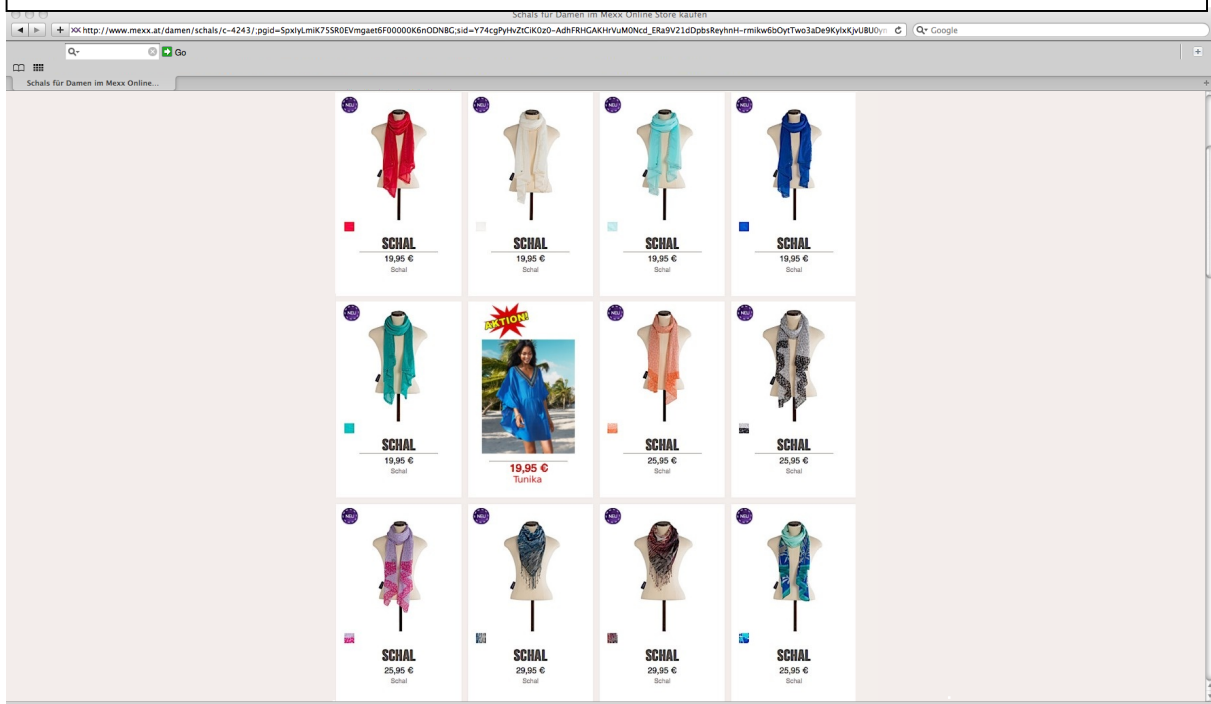 Schals für Damen im Mexx Online Store kaufen
Google
Go
Schals für Damen im Mexx Online...
NEU! NEU! NEU! NEU!
SCHAL SCHAL SCHAL SCHAL
19,95 € 19,95 € 19,95 € 19,95 €
Schal Schal Schal Schal
NEU! AKTION! NEU! NEU!
SCHAL SCHAL SCHAL
19,95 € 19,95 € 25,95 € 25,95 €
Schal Tunika Schal Schal
NEU! NEU! NEU! NEU!
SCHAL SCHAL SCHAL SCHAL
25,95 € 29,95 € 29,95 € 25,95 €
Schal Schal Schal Schal